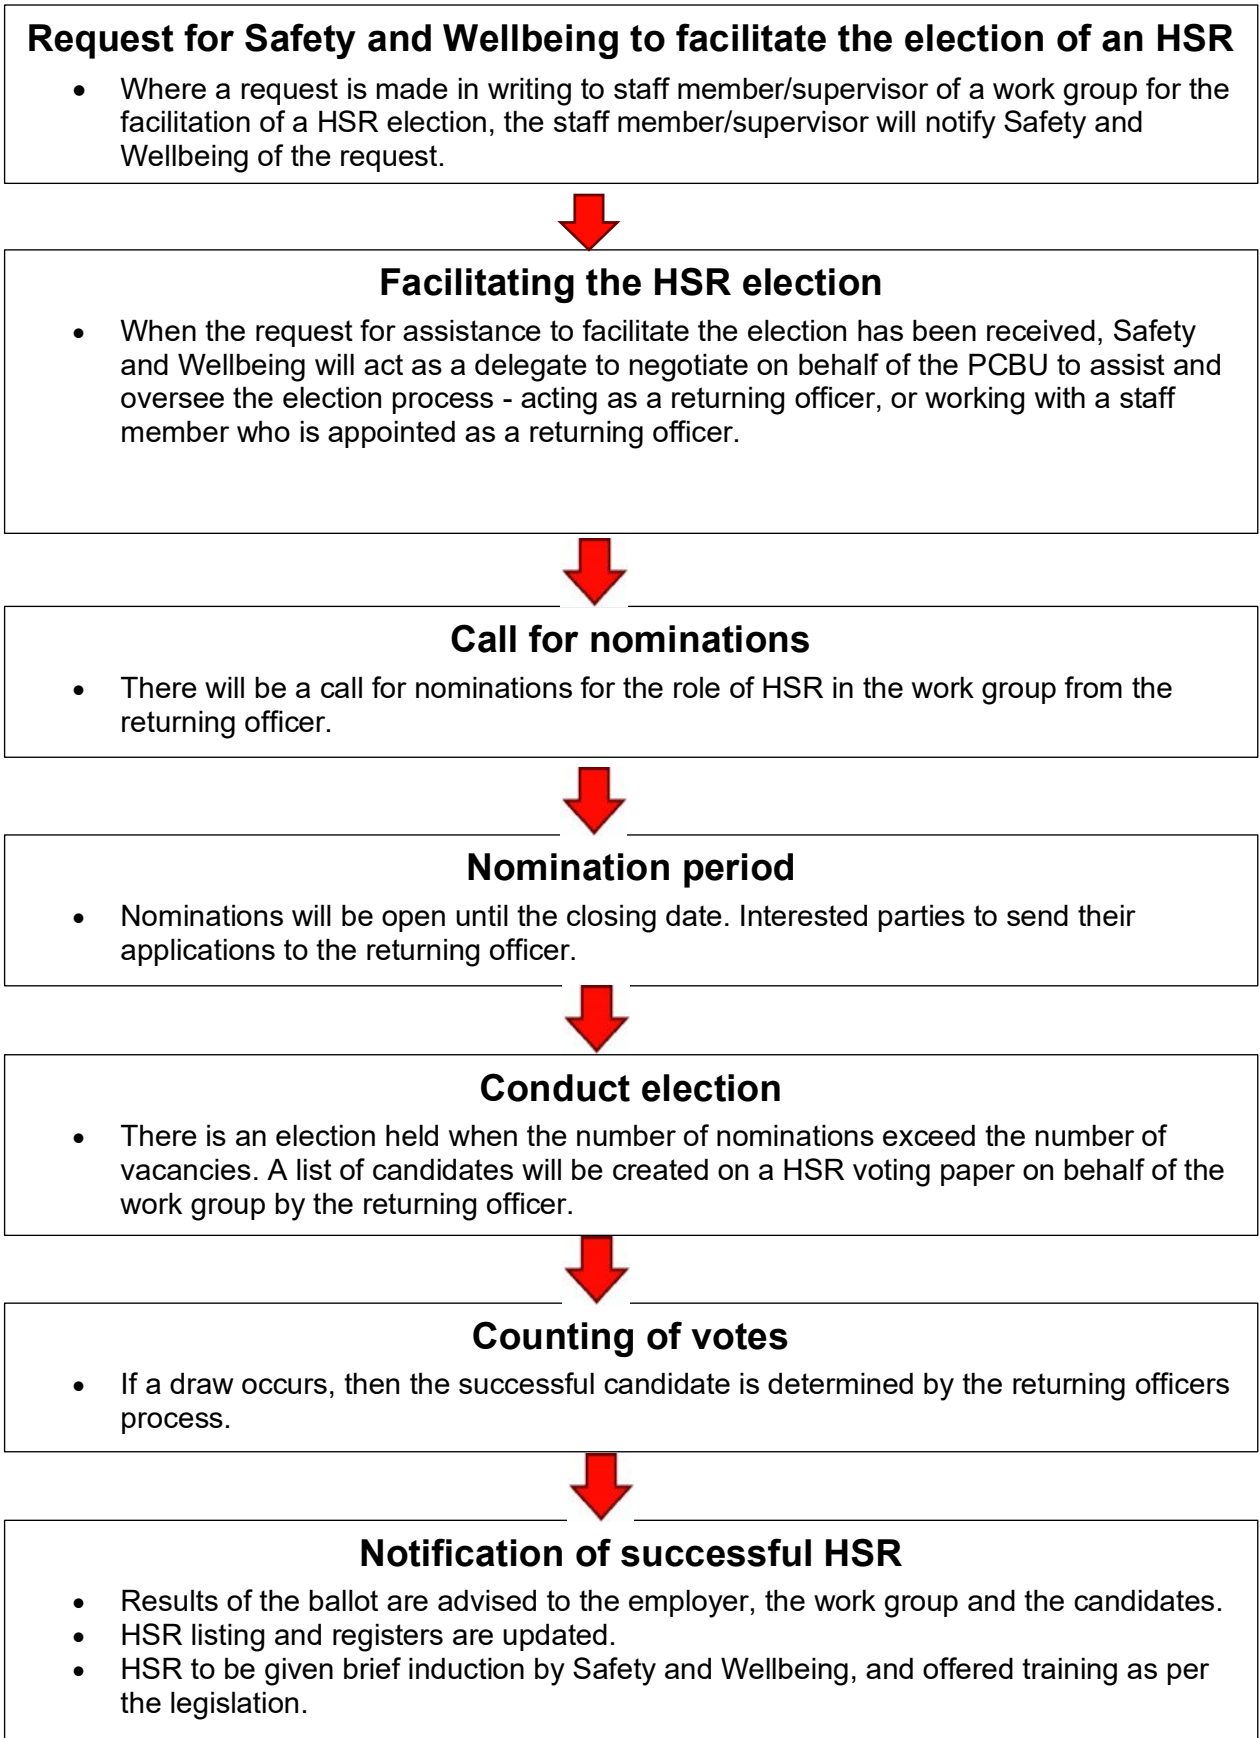 Request for Safety and Wellbeing to facilitate the election of an HSR
• Where a request is made in writing to staff member/supervisor of a work group for the
facilitation of a HSR election, the staff member/supervisor will notify Safety and
Wellbeing of the request.
Facilitating the HSR election
• When the request for assistance to facilitate the election has been received, Safety
and Wellbeing will act as a delegate to negotiate on behalf of the PCBU to assist and
oversee the election process - acting as a returning officer, or working with a staff
member who is appointed as a returning officer.
Call for nominations
• There will be a call for nominations for the role of HSR in the work group from the
returning officer.
Nomination period
• Nominations will be open until the closing date. Interested parties to send their
applications to the returning officer.
Conduct election
• There is an election held when the number of nominations exceed the number of
vacancies. A list of candidates will be created on a HSR voting paper on behalf of the
work group by the returning officer.
Counting of votes
• If a draw occurs, then the successful candidate is determined by the returning officers
process.
Notification of successful HSR
• Results of the ballot are advised to the employer, the work group and the candidates.
• HSR listing and registers are updated.
• HSR to be given brief induction by Safety and Wellbeing, and offered training as per
the legislation.